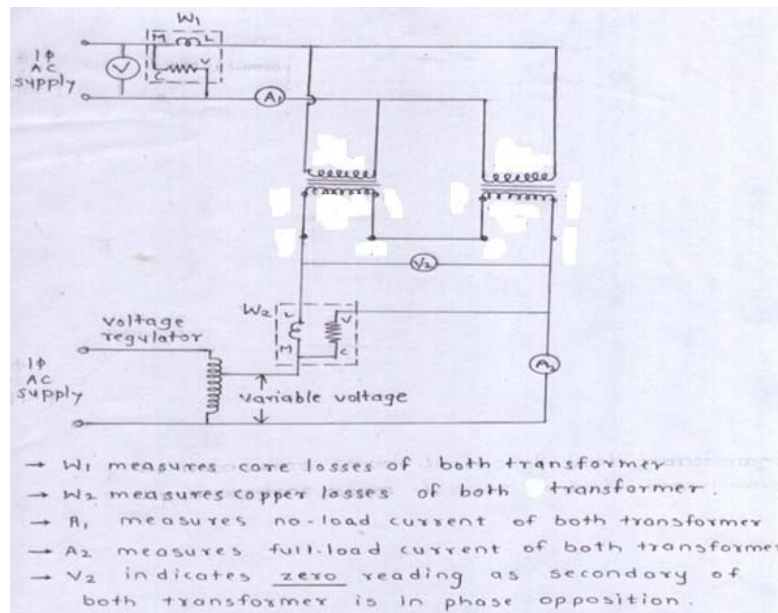 W1
M L
1ϕ
AC
supply
V
C V
A1
V2
W2
L V
M C
voltage
regulator
A2
1ϕ
AC
supply
variable voltage
→ W1 measures core losses of both transformer
→ W2 measures copper losses of both transformer.
→ A1 measures no-load current of both transformer
→ A2 measures full-load current of both transformer
→ V2 indicates zero reading as secondary of
both transformer is in phase opposition.